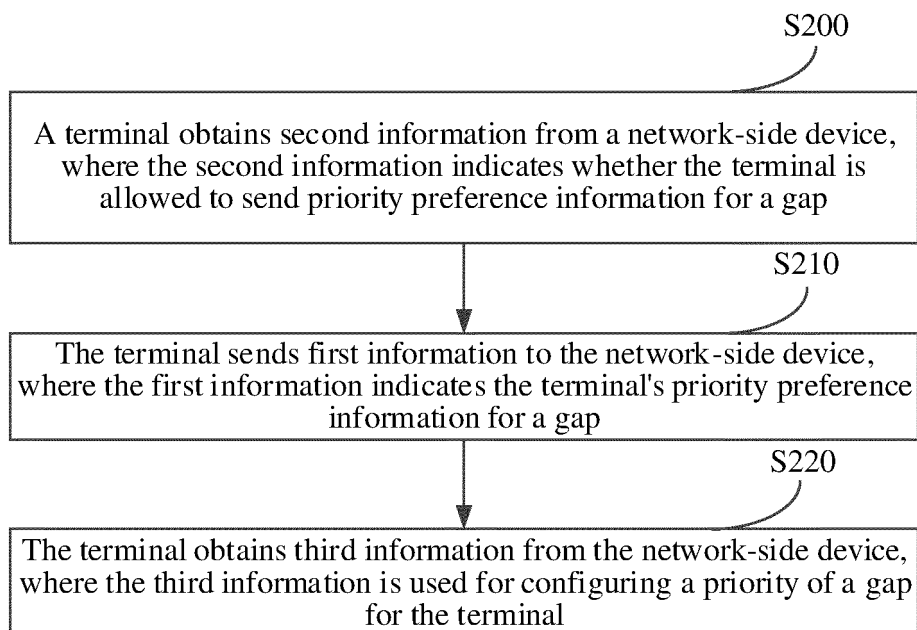 S200
A terminal obtains second information from a network-side device,
where the second information indicates whether the terminal is
allowed to send priority preference information for a gap
S210
The terminal sends first information to the network-side device,
where the first information indicates the terminal's priority preference
information for a gap
S220
The terminal obtains third information from the network-side device,
where the third information is used for configuring a priority of a gap
for the terminal